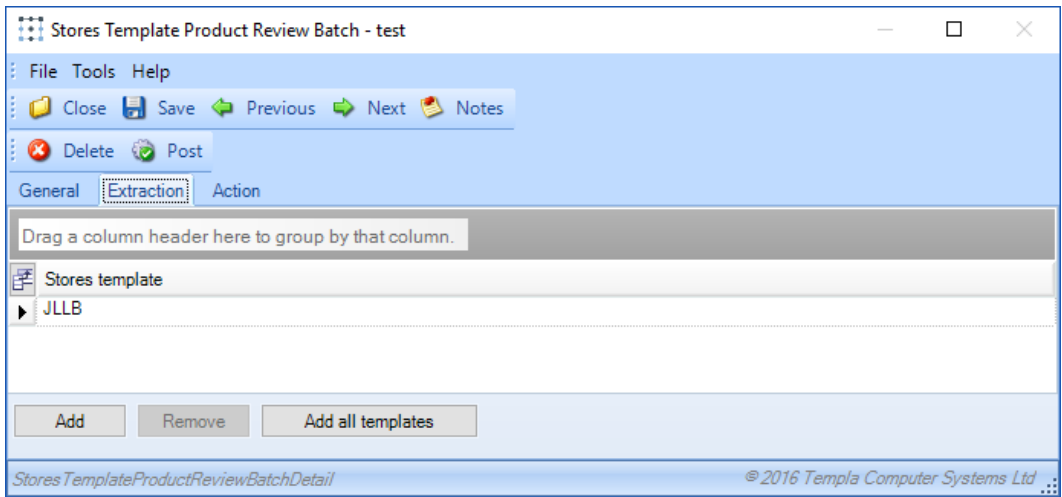 Stores Template Product Review Batch - test
File Tools Help
Close Save Previous Next Notes
Delete Post
General Extraction Action
Drag a column header here to group by that column.
Stores template
JLLB
Add Remove Add all templates
StoresTemplateProductReviewBatchDetail © 2016 Templa Computer Systems Ltd